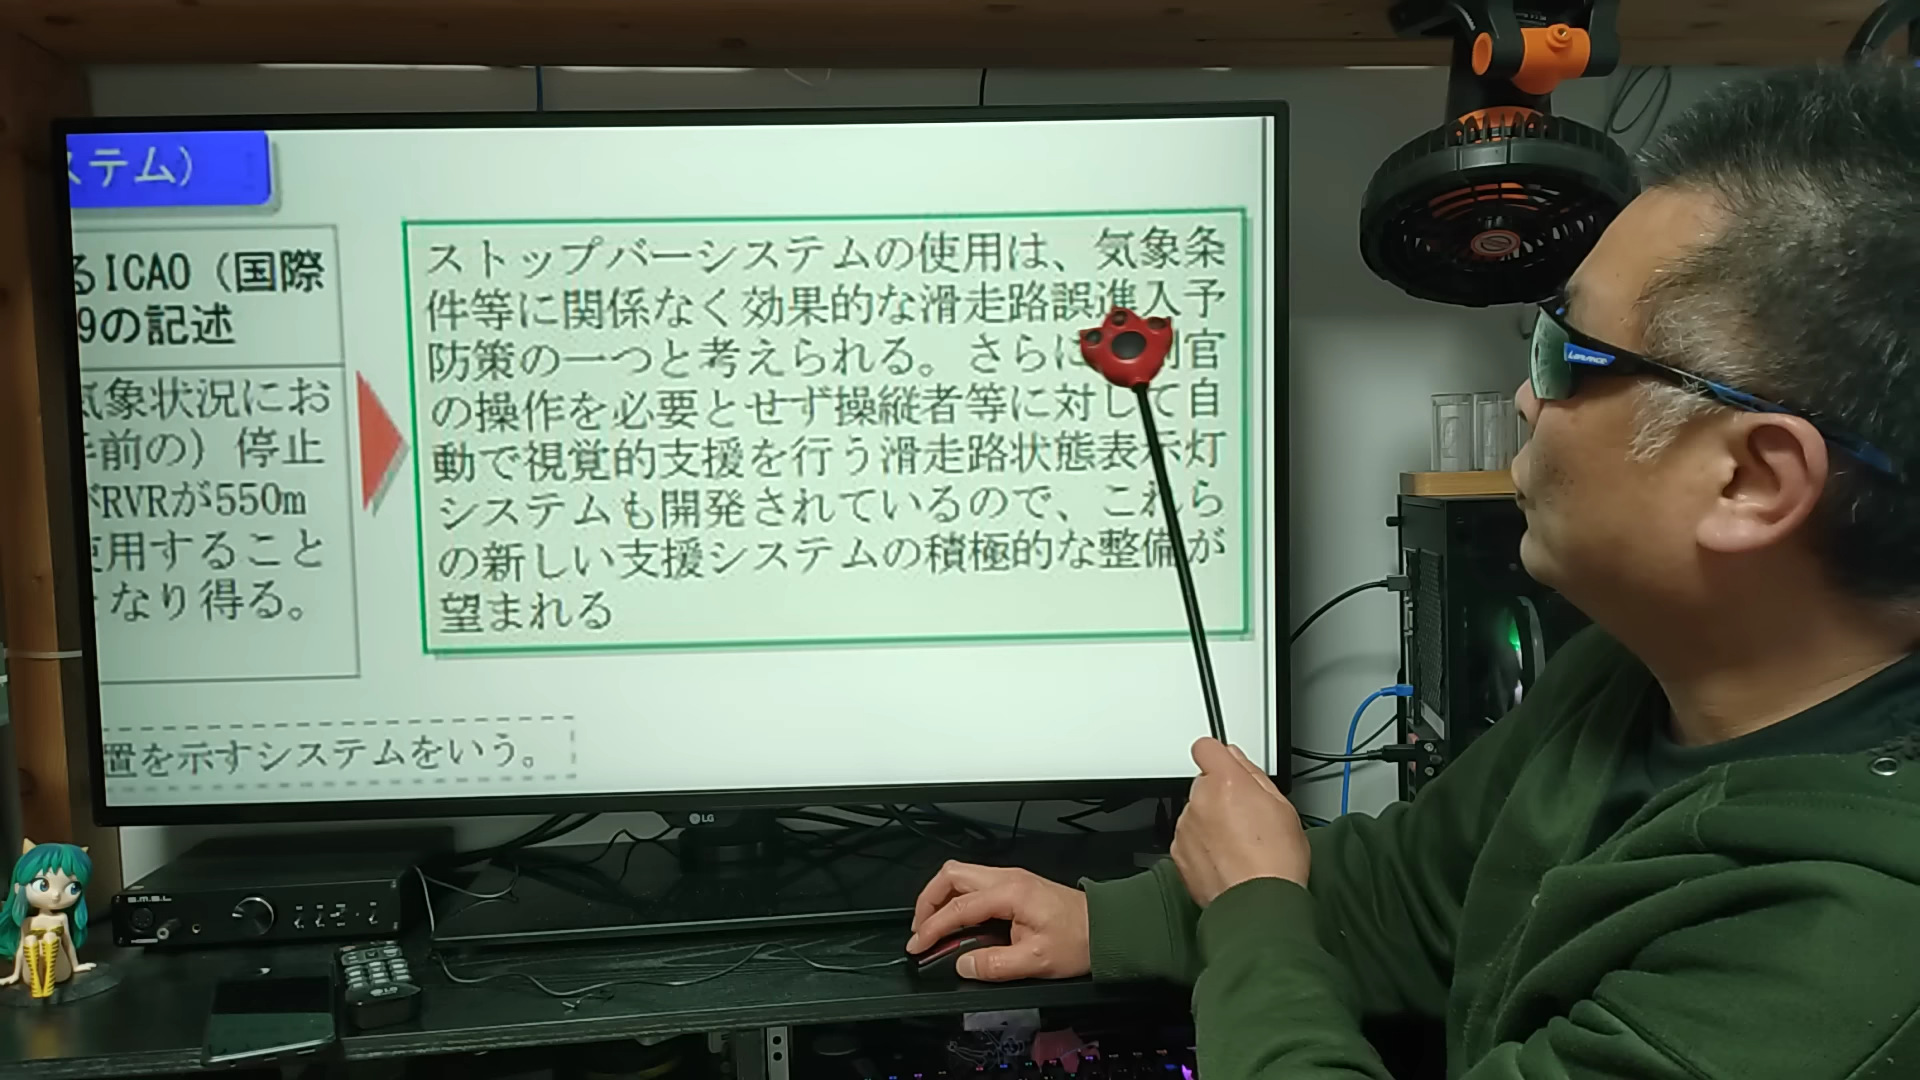 ステム)
るICAO (国際
9の記述
気象状況にお
手前の) 停止
がRVRが550m
使用すること
となり得る。
ストップバーシステムの使用は、気象条
件等に関係なく効果的な滑走路誤進入予
防策の一つと考えられる。さらに 官
の操作を必要とせず操縦者等に対して自
動で視覚的支援を行う滑走路状態表示灯
システムも開発されているので、これら
の新しい支援システムの積極的な整備が
望まれる
置を示すシステムをいう。
LG
S.M.S.L
LG